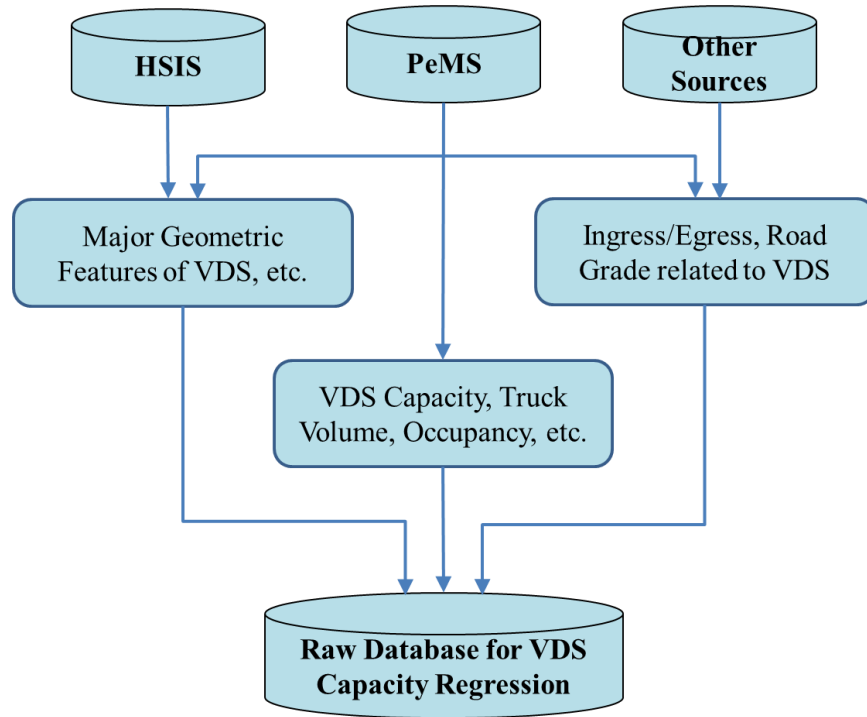 HSIS
PeMS
Other
Sources
Major Geometric
Features of VDS, etc.
Ingress/Egress, Road
Grade related to VDS
VDS Capacity, Truck
Volume, Occupancy, etc.
Raw Database for VDS
Capacity Regression